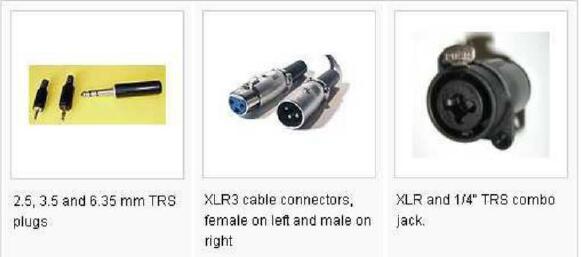 2.5, 3.5 and 6.35 mm TRS
plugs
XLR3 cable connectors,
female on left and male on
right
XLR and 1/4" TRS combo
jack.
PUSH